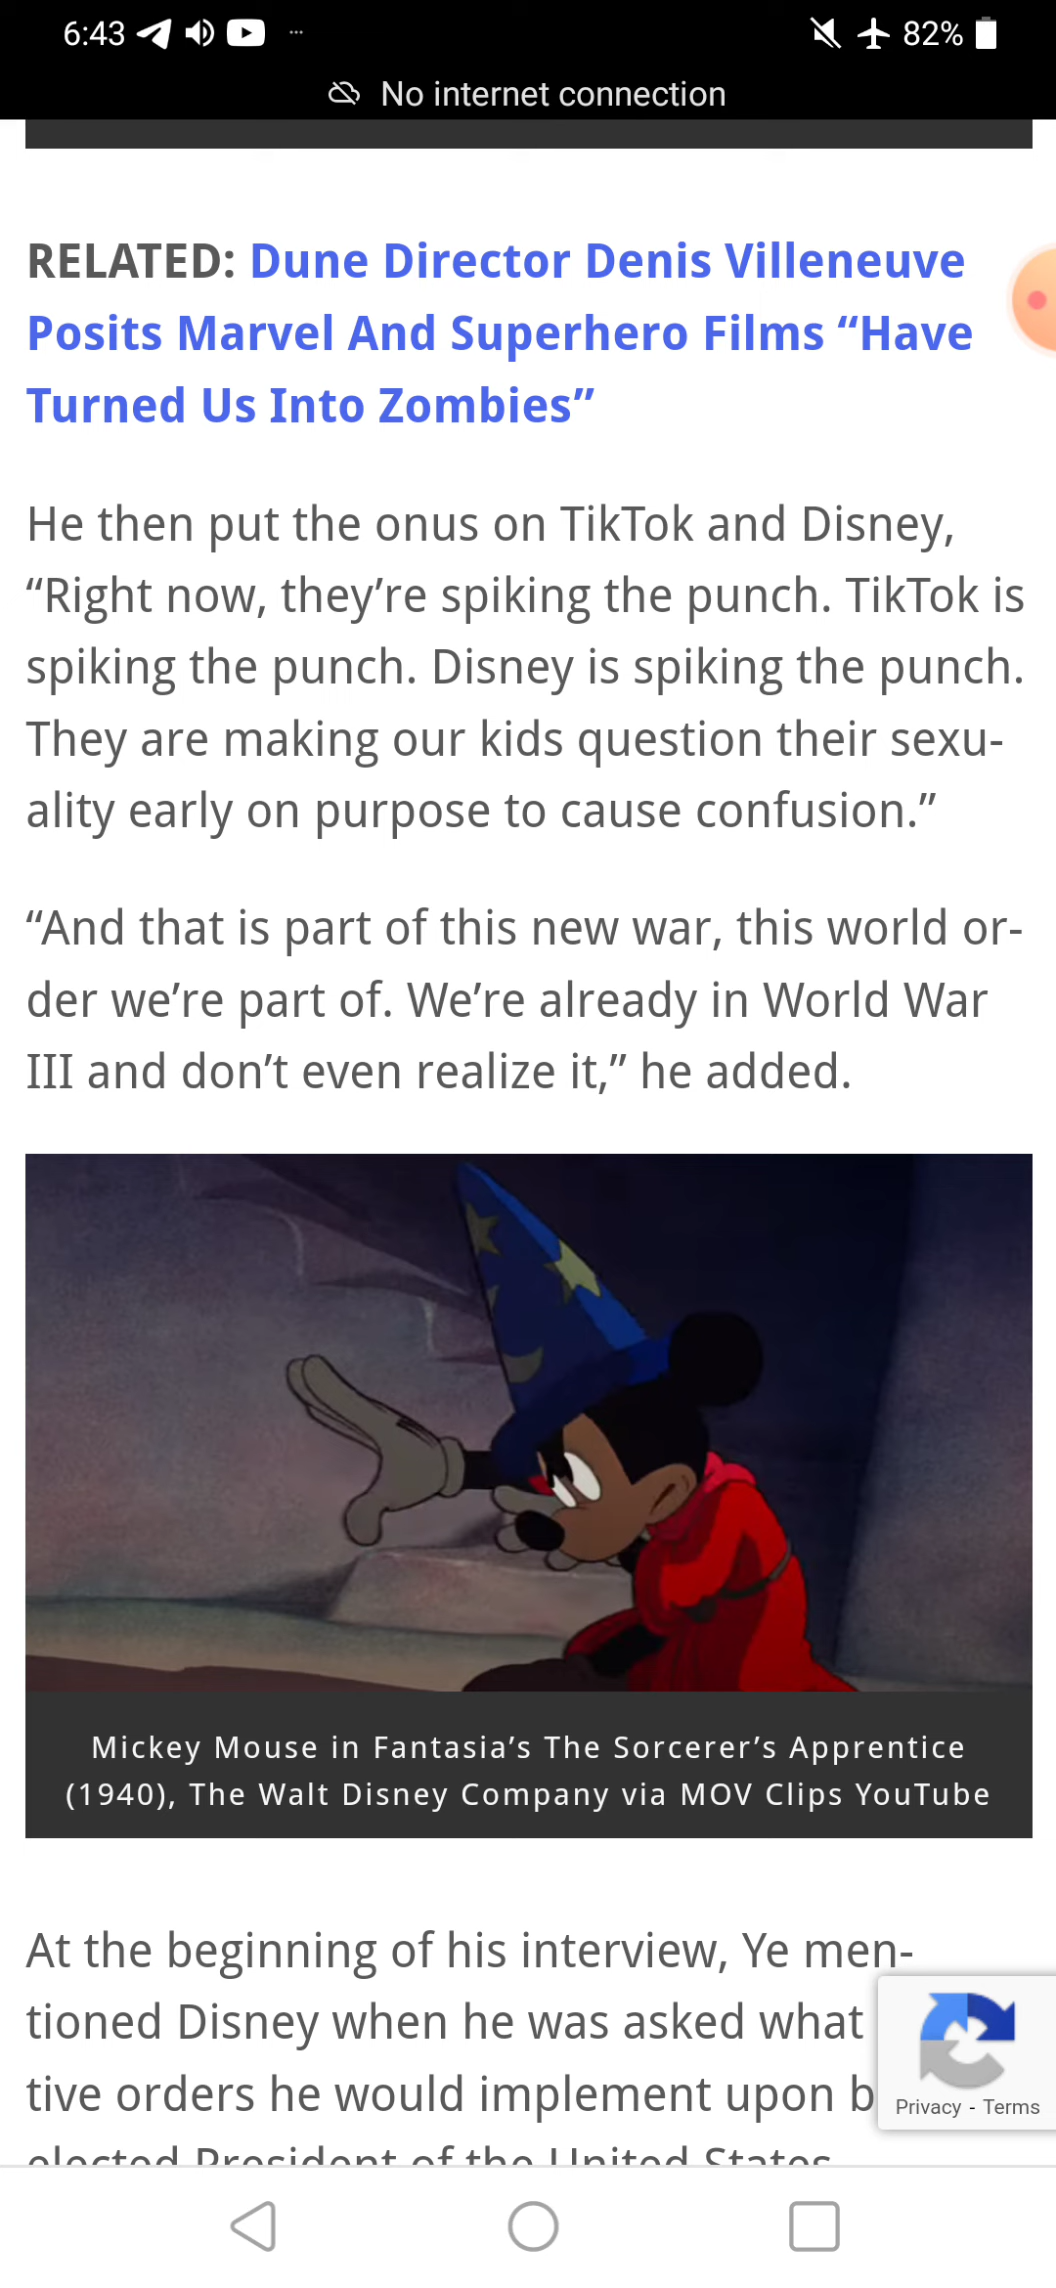 6:43
82%
No internet connection
RELATED: Dune Director Denis Villeneuve
Posits Marvel And Superhero Films “Have
Turned Us Into Zombies”
He then put the onus on TikTok and Disney,
“Right now, they’re spiking the punch. TikTok is
spiking the punch. Disney is spiking the punch.
They are making our kids question their sexu-
ality early on purpose to cause confusion.”
“And that is part of this new war, this world or-
der we’re part of. We’re already in World War
III and don’t even realize it,” he added.
Mickey Mouse in Fantasia’s The Sorcerer’s Apprentice
(1940), The Walt Disney Company via MOV Clips YouTube
At the beginning of his interview, Ye men-
tioned Disney when he was asked what
tive orders he would implement upon b
elected President of the United States
Privacy - Terms